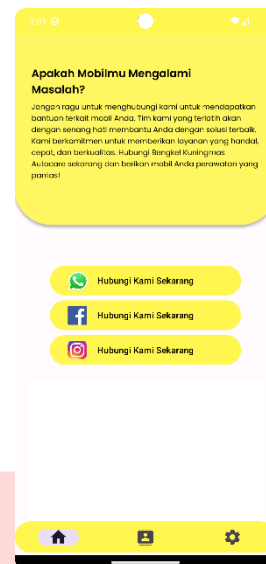 3:01
Apakah Mobilmu Mengalami
Masalah?
Jangan ragu untuk menghubungi kami untuk mendapatkan
bantuan terkait mobil Anda. Tim kami yang terlatih akan
dengan senang hati membantu Anda dengan solusi terbaik.
Kami berkomitmen untuk memberikan layanan yang handal,
cepat, dan berkualitas. Hubungi Bengkel Kuningmas
Autocare sekarang dan berikan mobil Anda perawatan yang
pantas!
Hubungi Kami Sekarang
Hubungi Kami Sekarang
Hubungi Kami Sekarang